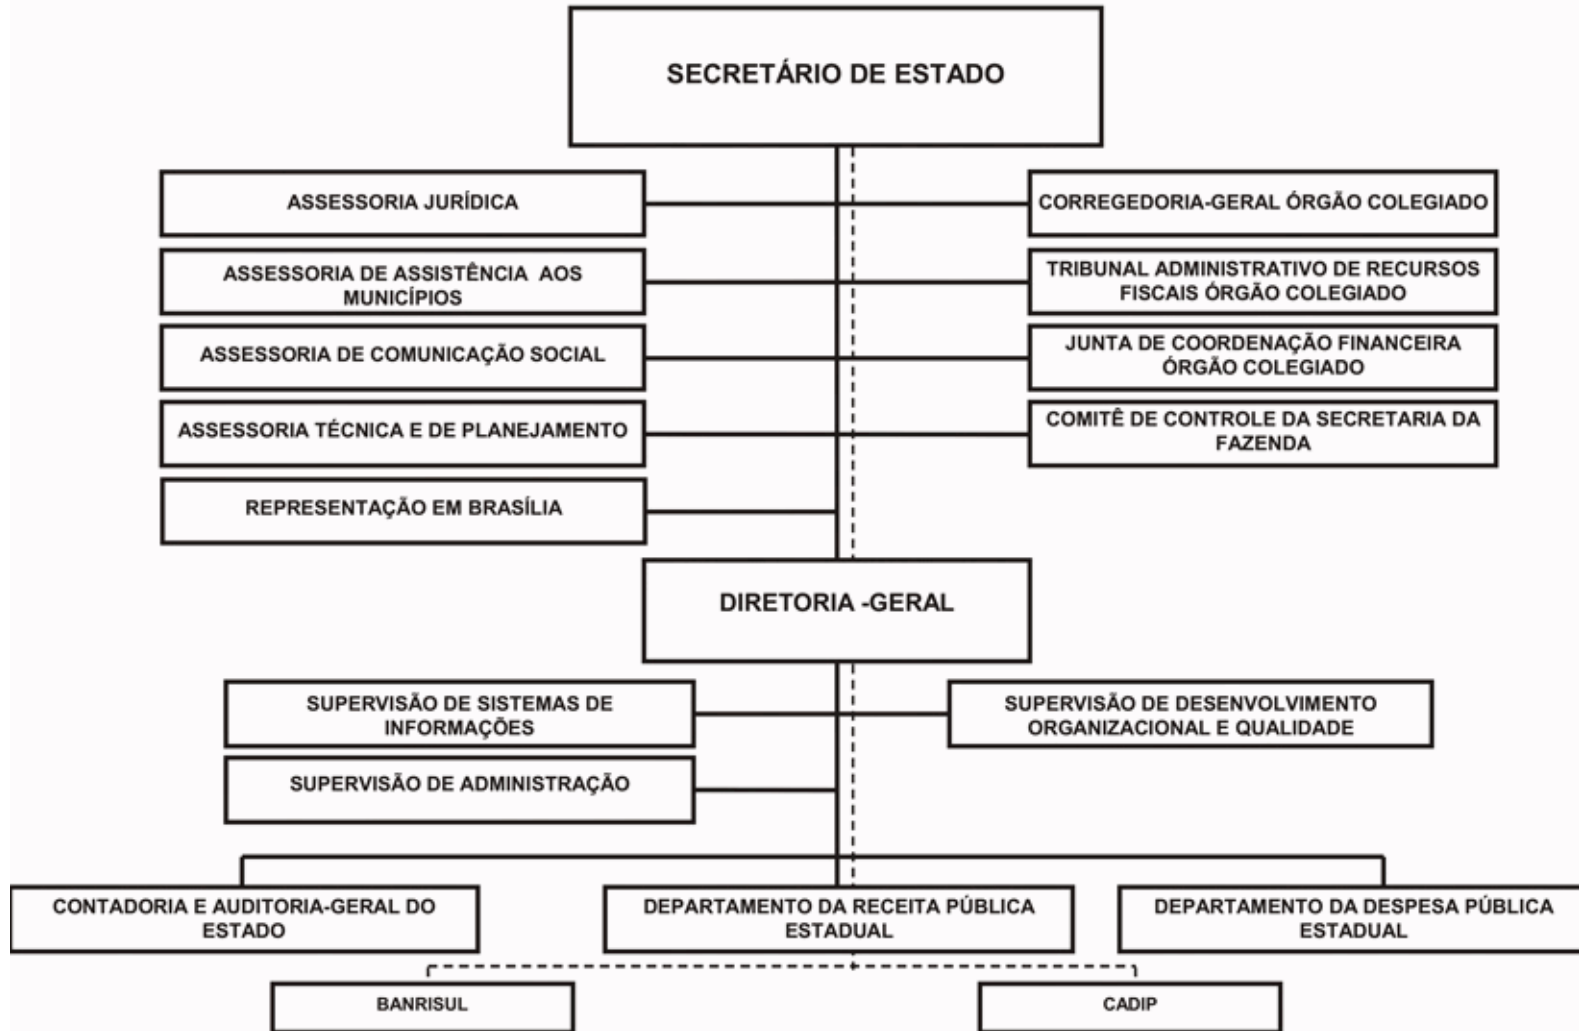 SECRETÁRIO DE ESTADO
ASSESSORIA JURÍDICA
CORREGEDORIA-GERAL ÓRGÃO COLEGIADO
ASSESSORIA DE ASSISTÊNCIA AOS
MUNICÍPIOS
TRIBUNAL ADMINISTRATIVO DE RECURSOS
FISCAIS ÓRGÃO COLEGIADO
ASSESSORIA DE COMUNICAÇÃO SOCIAL
JUNTA DE COORDENAÇÃO FINANCEIRA
ÓRGÃO COLEGIADO
ASSESSORIA TÉCNICA E DE PLANEJAMENTO
COMITÊ DE CONTROLE DA SECRETARIA DA
FAZENDA
REPRESENTAÇÃO EM BRASÍLIA
DIRETORIA -GERAL
SUPERVISÃO DE SISTEMAS DE
INFORMAÇÕES
SUPERVISÃO DE DESENVOLVIMENTO
ORGANIZACIONAL E QUALIDADE
SUPERVISÃO DE ADMINISTRAÇÃO
CONTADORIA E AUDITORIA-GERAL DO
ESTADO
DEPARTAMENTO DA RECEITA PÚBLICA
ESTADUAL
DEPARTAMENTO DA DESPESA PÚBLICA
ESTADUAL
BANRISUL
CADIP